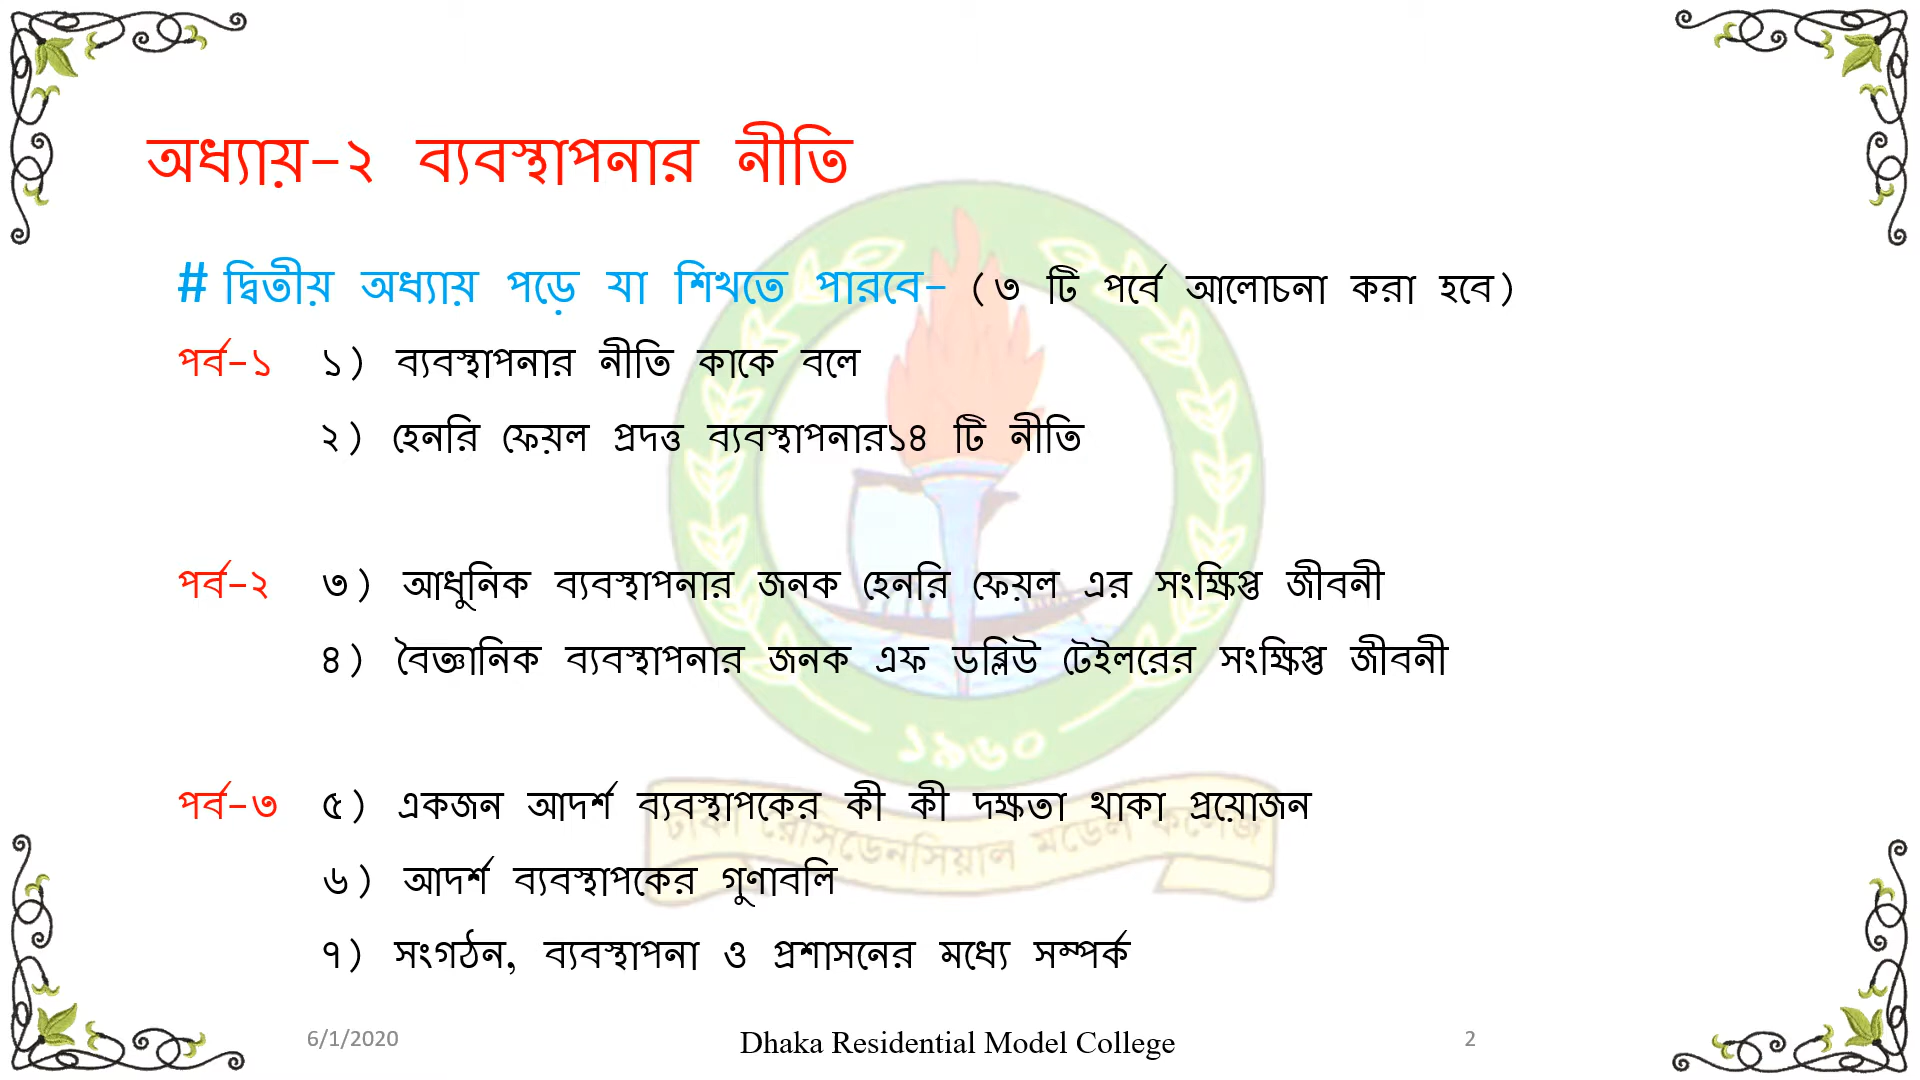 অধ্যায়-২ ব্যবস্থাপনার নীতি
# দ্বিতীয় অধ্যায় পড়ে যা শিখতে পারবে- (৩ টি পর্বে আলোচনা করা হবে)
পর্ব-১ ১) ব্যবস্থাপনার নীতি কাকে বলে
২) হেনরি ফেয়ল প্রদত্ত ব্যবস্থাপনার১৪ টি নীতি
পর্ব-২ ৩) আধুনিক ব্যবস্থাপনার জনক হেনরি ফেয়ল এর সংক্ষিপ্ত জীবনী
৪) বৈজ্ঞানিক ব্যবস্থাপনার জনক এফ ডব্লিউ টেইলরের সংক্ষিপ্ত জীবনী
১৯৬০
পর্ব-৩ ৫) একজন আদর্শ ব্যবস্থাপকের কী কী দক্ষতা থাকা প্রয়োজন
ঢাকা রেসিডেনসিয়াল মডেল কলেজ
৬) আদর্শ ব্যবস্থাপকের গুণাবলি
৭) সংগঠন, ব্যবস্থাপনা ও প্রশাসনের মধ্যে সম্পর্ক
6/1/2020 Dhaka Residential Model College 2